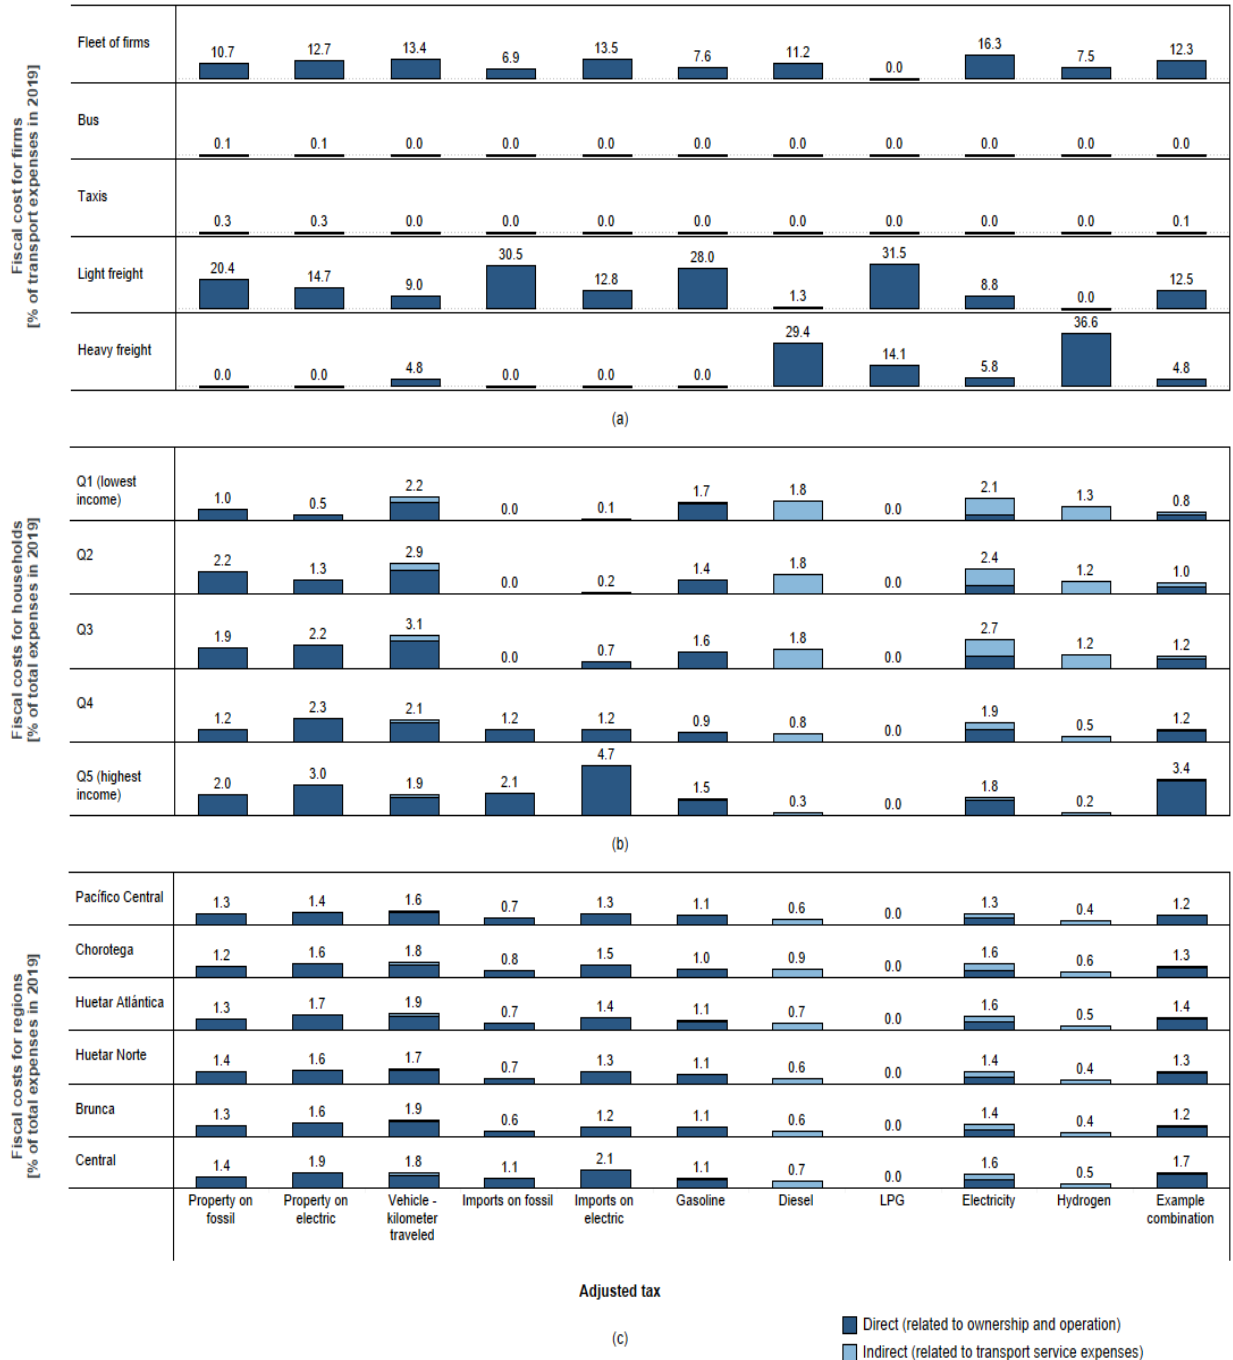 Fiscal cost for firms
[% of transport expenses in 2019]
Fleet of firms
10.7 12.7 13.4 6.9 13.5 7.6 11.2 0.0 16.3 7.5 12.3
Bus
0.1 0.1 0.0 0.0 0.0 0.0 0.0 0.0 0.0 0.0 0.0
Taxis
0.3 0.3 0.0 0.0 0.0 0.0 0.0 0.0 0.0 0.0 0.1
Light freight
20.4 14.7 9.0 30.5 12.8 28.0 1.3 31.5 8.8 0.0 12.5
Heavy freight
0.0 0.0 4.8 0.0 0.0 0.0 29.4 14.1 5.8 36.6 4.8
(a)
Fiscal costs for households
[% of total expenses in 2019]
Q1 (lowest
income)
1.0 0.5 2.2 0.0 0.1 1.7 1.8 0.0 2.1 1.3 0.8
Q2
2.2 1.3 2.9 0.0 0.2 1.4 1.8 0.0 2.4 1.2 1.0
Q3
1.9 2.2 3.1 0.0 0.7 1.6 1.8 0.0 2.7 1.2 1.2
Q4
1.2 2.3 2.1 1.2 1.2 0.9 0.8 0.0 1.9 0.5 1.2
Q5 (highest
income)
2.0 3.0 1.9 2.1 4.7 1.5 0.3 0.0 1.8 0.2 3.4
(b)
Fiscal costs for regions
[% of total expenses in 2019]
Pacífico Central
1.3 1.4 1.6 0.7 1.3 1.1 0.6 0.0 1.3 0.4 1.2
Chorotega
1.2 1.6 1.8 0.8 1.5 1.0 0.9 0.0 1.6 0.6 1.3
Huetar Atlántica
1.3 1.7 1.9 0.7 1.4 1.1 0.7 0.0 1.6 0.5 1.4
Huetar Norte
1.4 1.6 1.7 0.7 1.3 1.1 0.6 0.0 1.4 0.4 1.3
Brunca
1.3 1.6 1.9 0.6 1.2 1.1 0.6 0.0 1.4 0.4 1.2
Central
1.4 1.9 1.8 1.1 2.1 1.1 0.7 0.0 1.6 0.5 1.7
Property on Property on Vehicle - Imports on fossil Imports on Gasoline Diesel LPG Electricity Hydrogen Example
fossil electric kilometer electric combination
traveled
Adjusted tax
(c)
Direct (related to ownership and operation)
Indirect (related to transport service expenses)